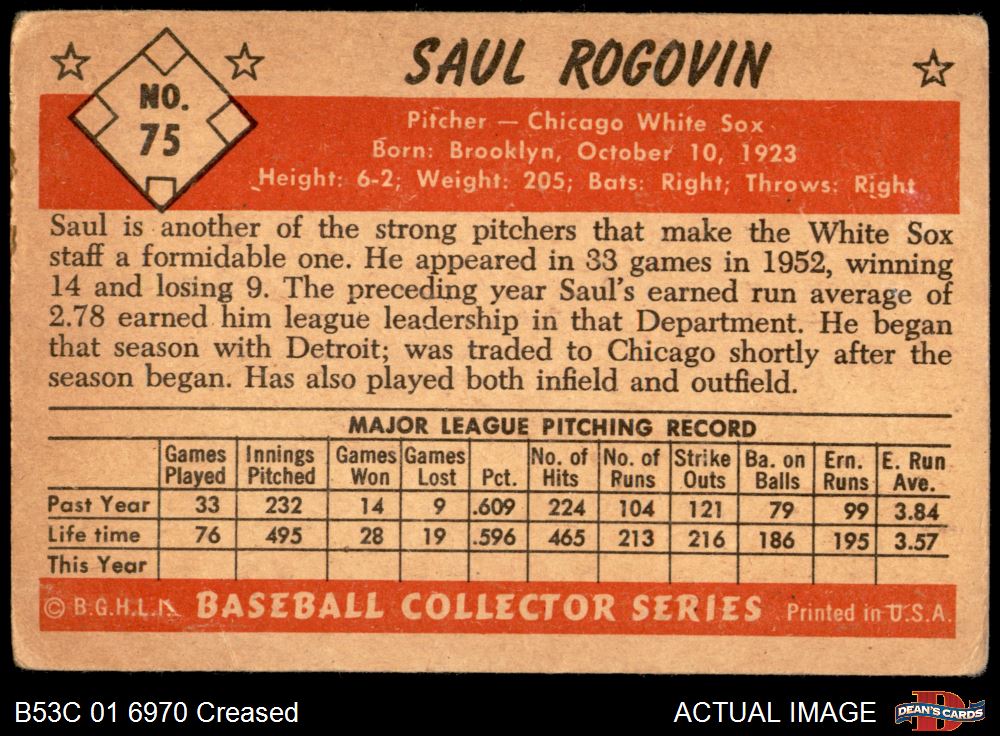 NO.
75
SAUL ROGOVIN
Pitcher — Chicago White Sox
Born: Brooklyn, October 10, 1923
Height: 6-2; Weight: 205; Bats: Right; Throws: Right
Saul is another of the strong pitchers that make the White Sox
staff a formidable one. He appeared in 33 games in 1952, winning
14 and losing 9. The preceding year Saul's earned run average of
2.78 earned him league leadership in that Department. He began
that season with Detroit; was traded to Chicago shortly after the
season began. Has also played both infield and outfield.
MAJOR LEAGUE PITCHING RECORD
Games Played Innings Pitched Games Won Games Lost Pct. No. of Hits No. of Runs Strike Outs Ba. on Balls Ern. Runs E. Run Ave.
Past Year 33 232 14 9 .609 224 104 121 79 99 3.84
Life time 76 495 28 19 .596 465 213 216 186 195 3.57
This Year
© B.G.H.L.I. BASEBALL COLLECTOR SERIES Printed in U.S.A.
B53C 01 6970 Creased ACTUAL IMAGE DEAN'S CARDS